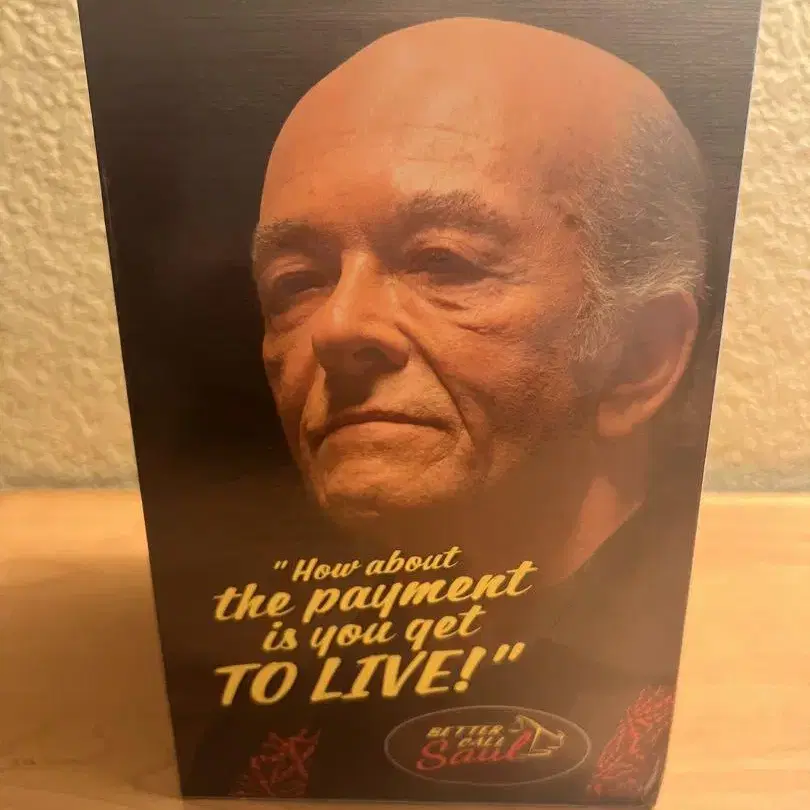 "How about
the payment
is you get
TO LIVE!"
BETTER
CALL
Saul